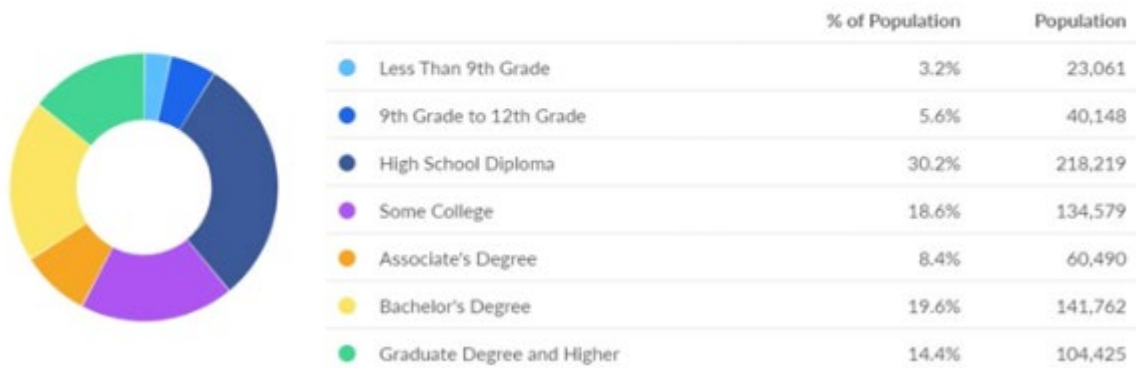 % of Population Population
Less Than 9th Grade 3.2% 23,061
9th Grade to 12th Grade 5.6% 40,148
High School Diploma 30.2% 218,219
Some College 18.6% 134,579
Associate's Degree 8.4% 60,490
Bachelor's Degree 19.6% 141,762
Graduate Degree and Higher 14.4% 104,425